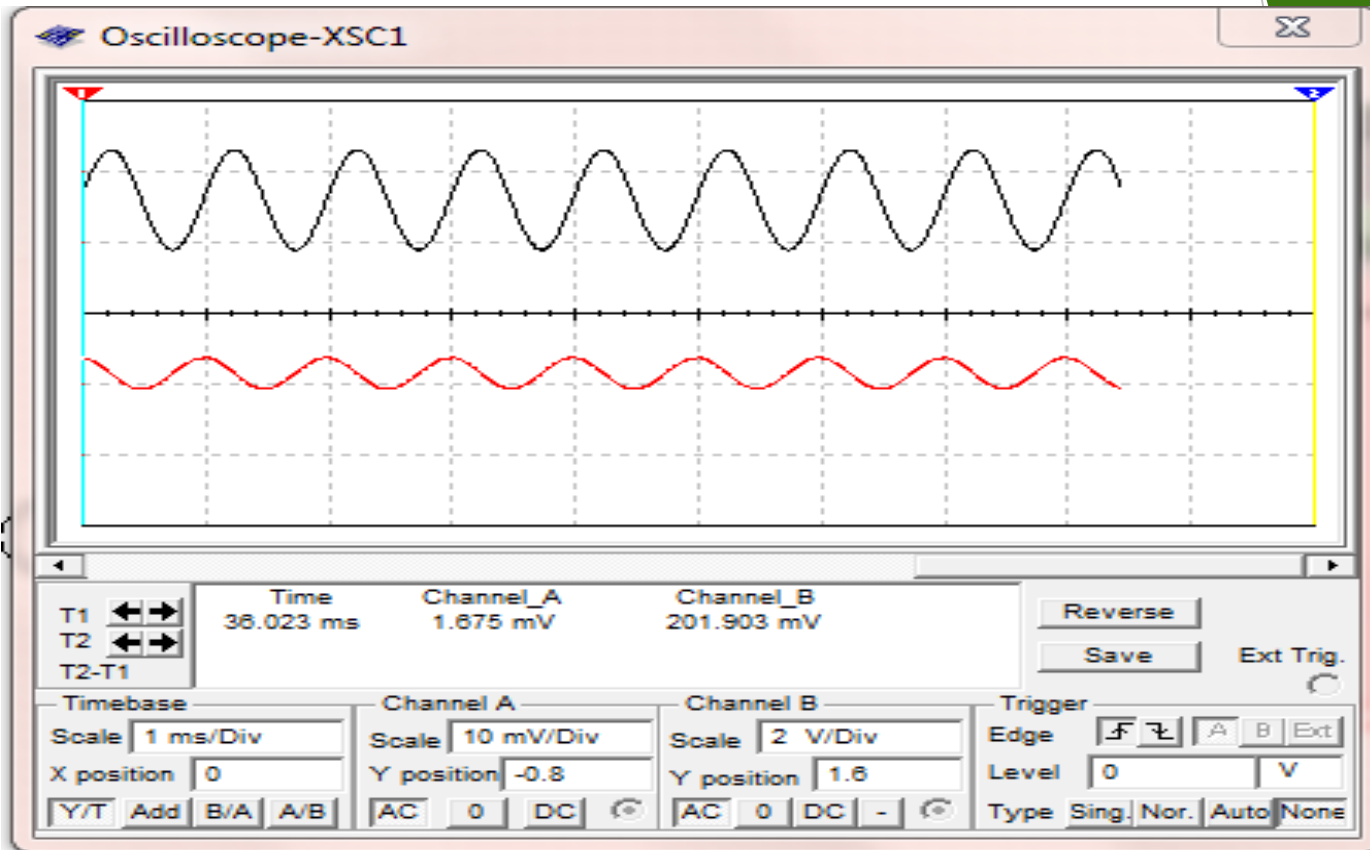 Oscilloscope-XSC1
1
2
Time Channel_A Channel_B
T1 36.023 ms 1.675 mV 201.903 mV
T2
T2-T1
Reverse
Save
Ext Trig.
Timebase
Scale 1 ms/Div
X position 0
Y/T Add B/A A/B
Channel A
Scale 10 mV/Div
Y position -0.8
AC 0 DC
Channel B
Scale 2 V/Div
Y position 1.6
AC 0 DC -
Trigger
Edge A B Ext
Level 0 V
Type Sing. Nor. Auto None